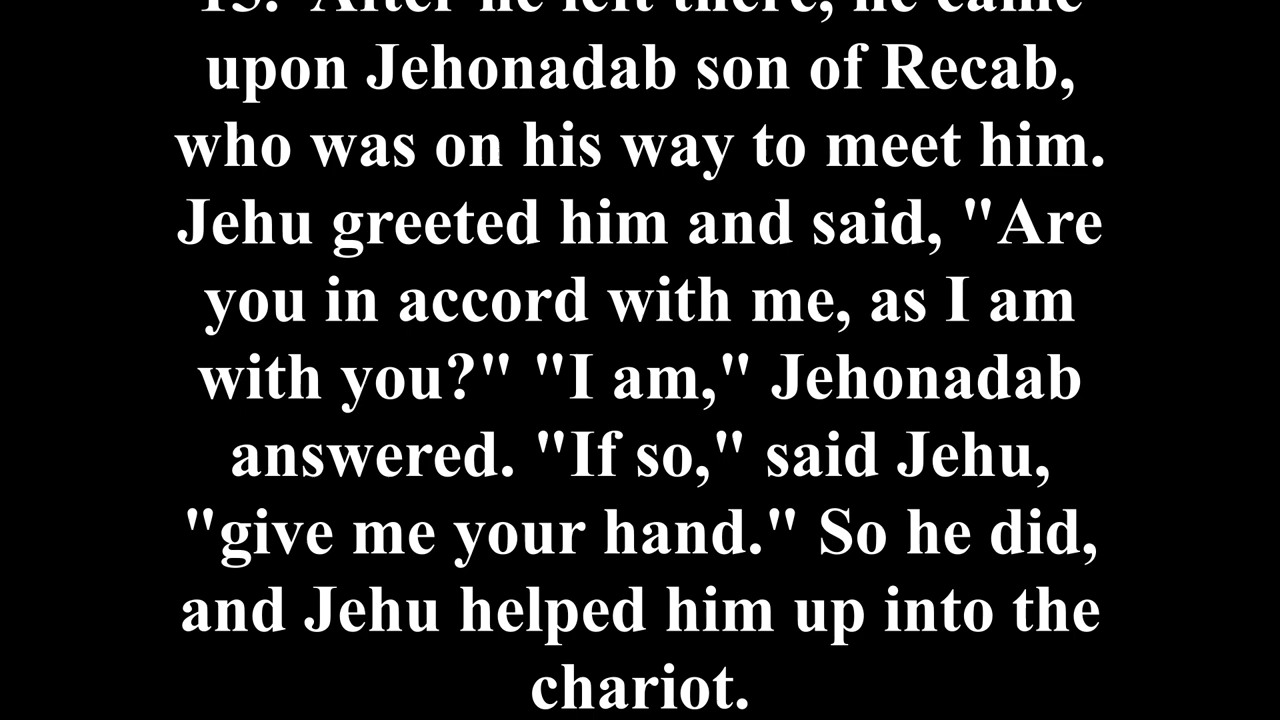 15. After he left there, he came
upon Jehonadab son of Recab,
who was on his way to meet him.
Jehu greeted him and said, "Are
you in accord with me, as I am
with you?" "I am," Jehonadab
answered. "If so," said Jehu,
"give me your hand." So he did,
and Jehu helped him up into the
chariot.